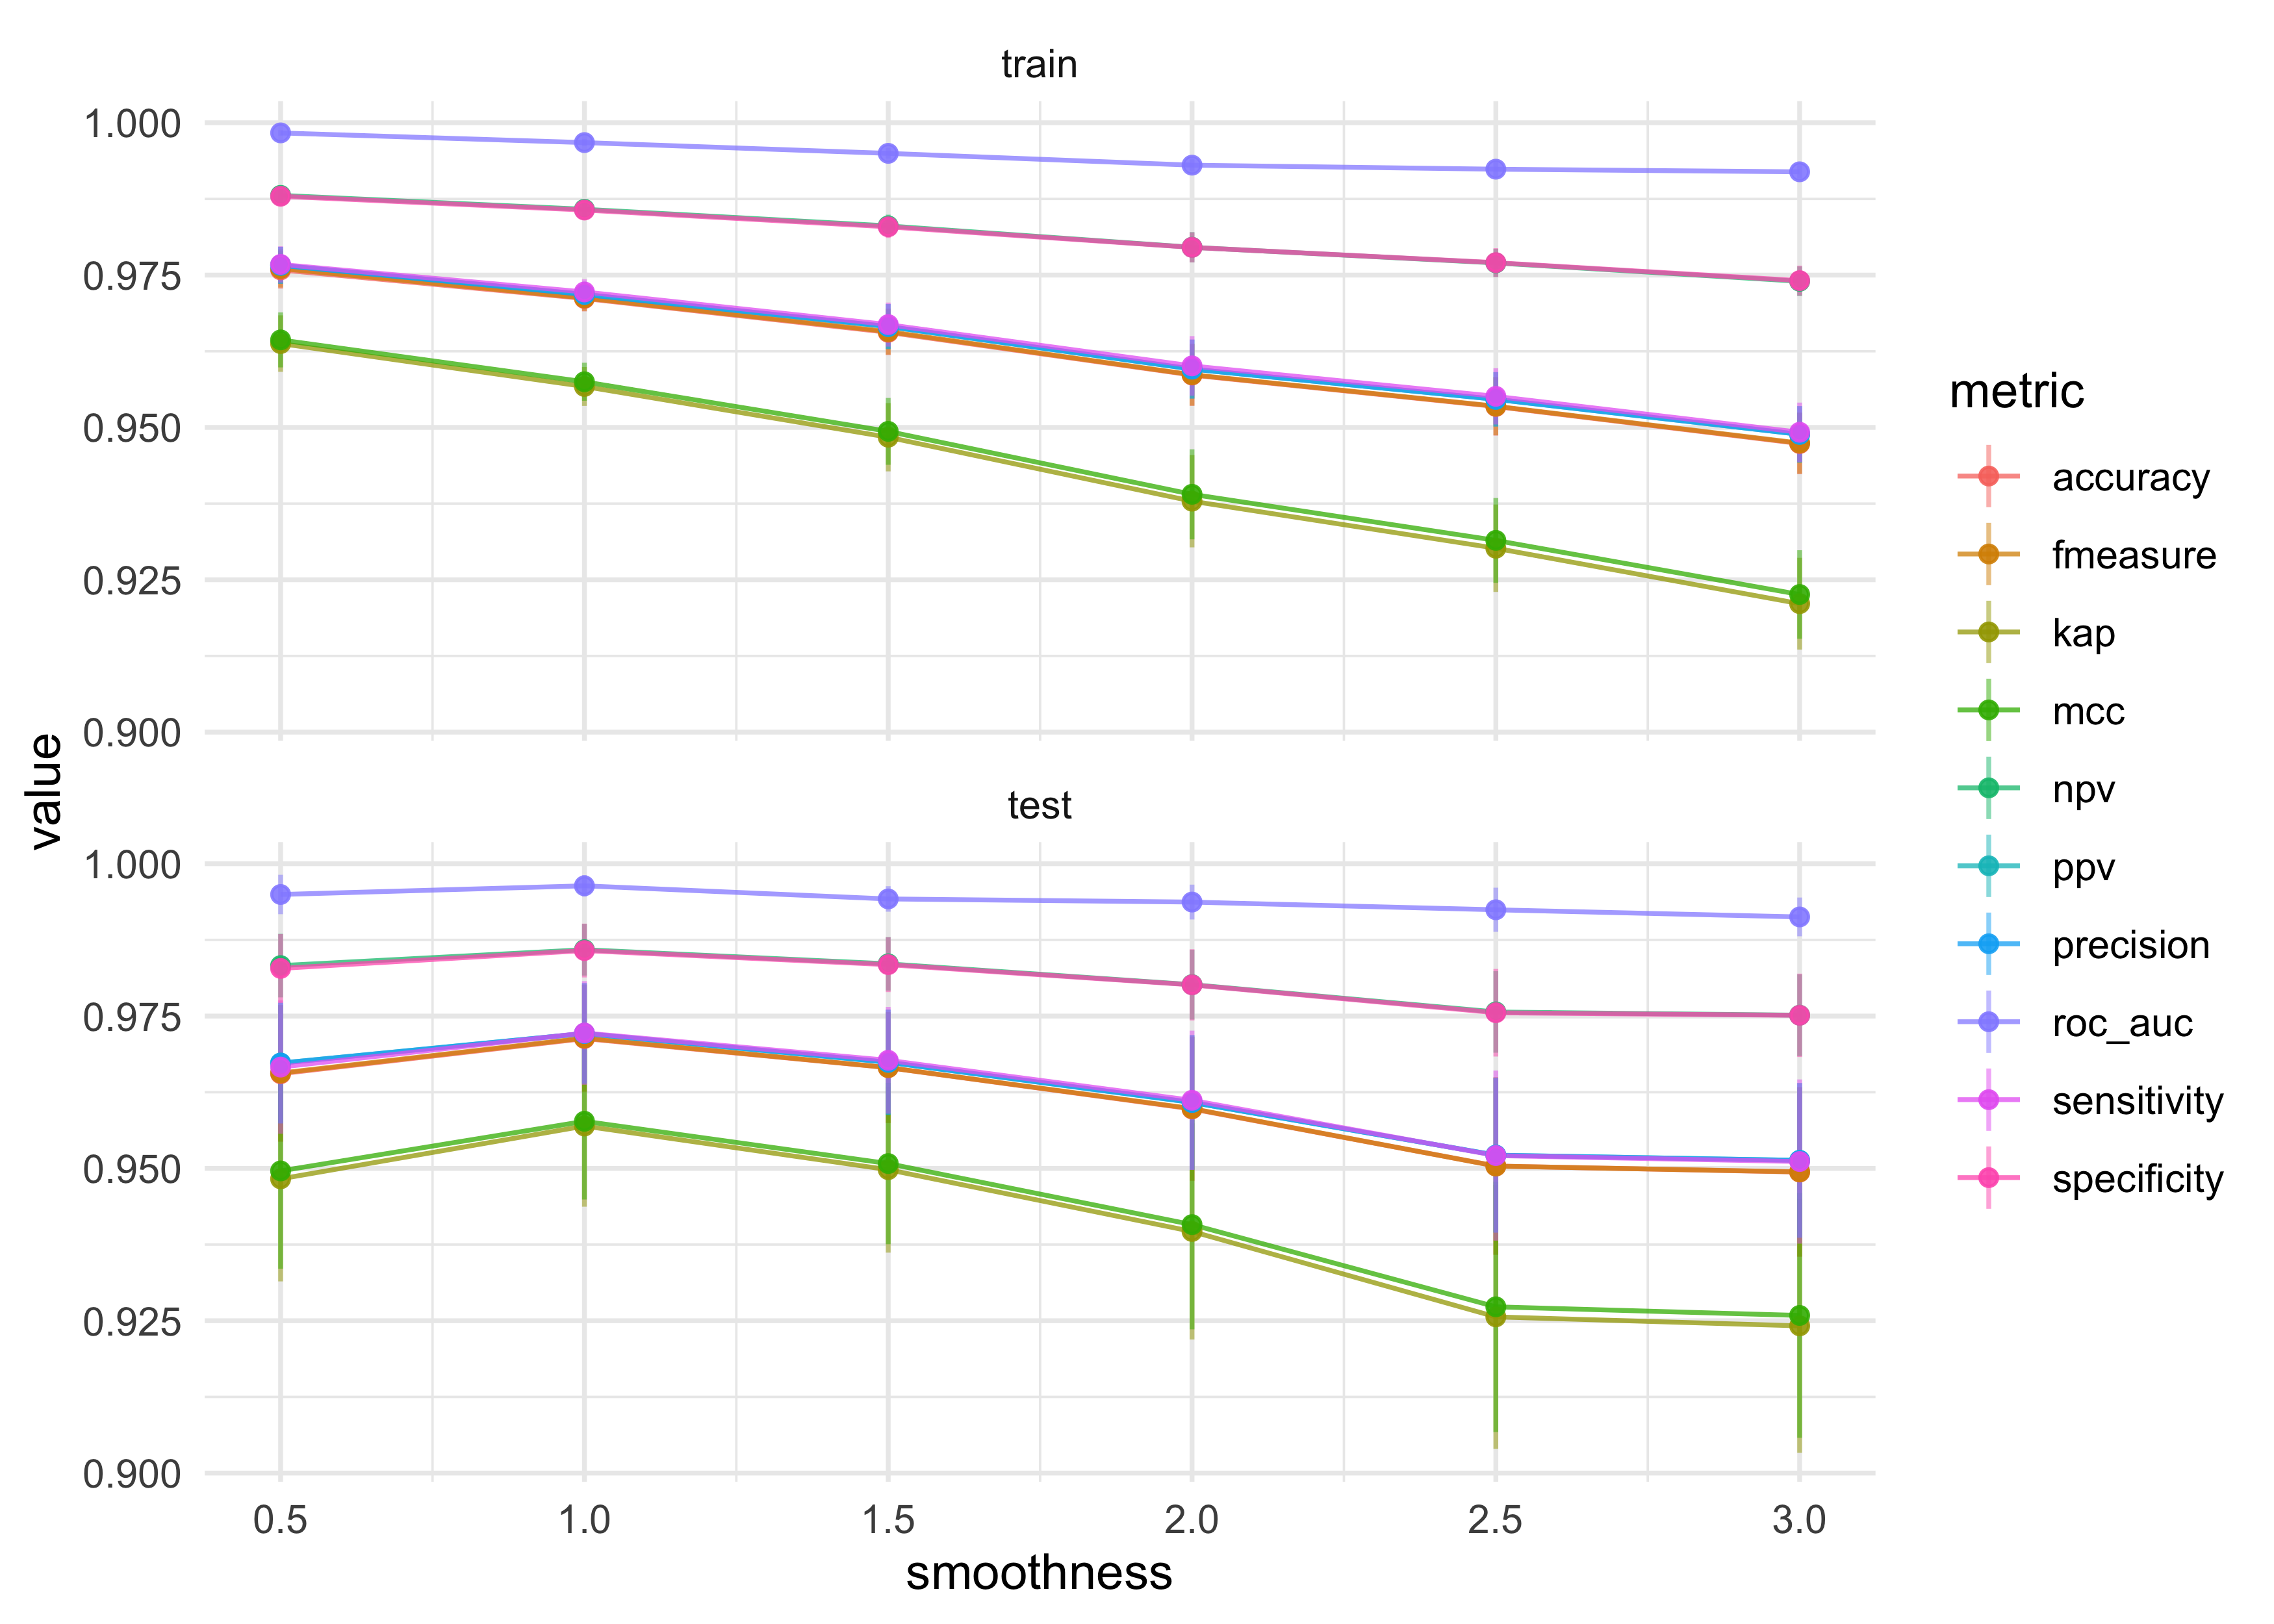 train
1.000
0.975
0.950
0.925
0.900
value
test
1.000
0.975
0.950
0.925
0.900
0.5 1.0 1.5 2.0 2.5 3.0
smoothness
metric
accuracy
fmeasure
kap
mcc
npv
ppv
precision
roc_auc
sensitivity
specificity